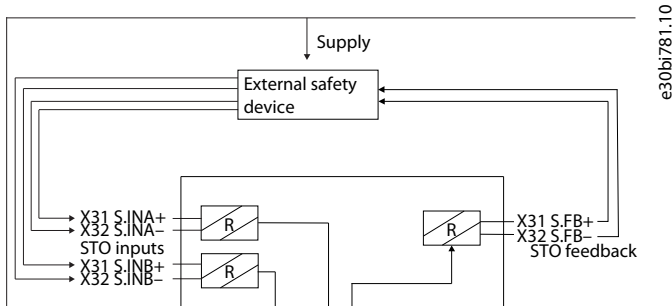 Supply
e30bi781.10
External safety
device
X31 S.INA+
X32 S.INA–
R
STO inputs
X31 S.INB+
X32 S.INB–
R
R
X31 S.FB+
X32 S.FB–
STO feedback